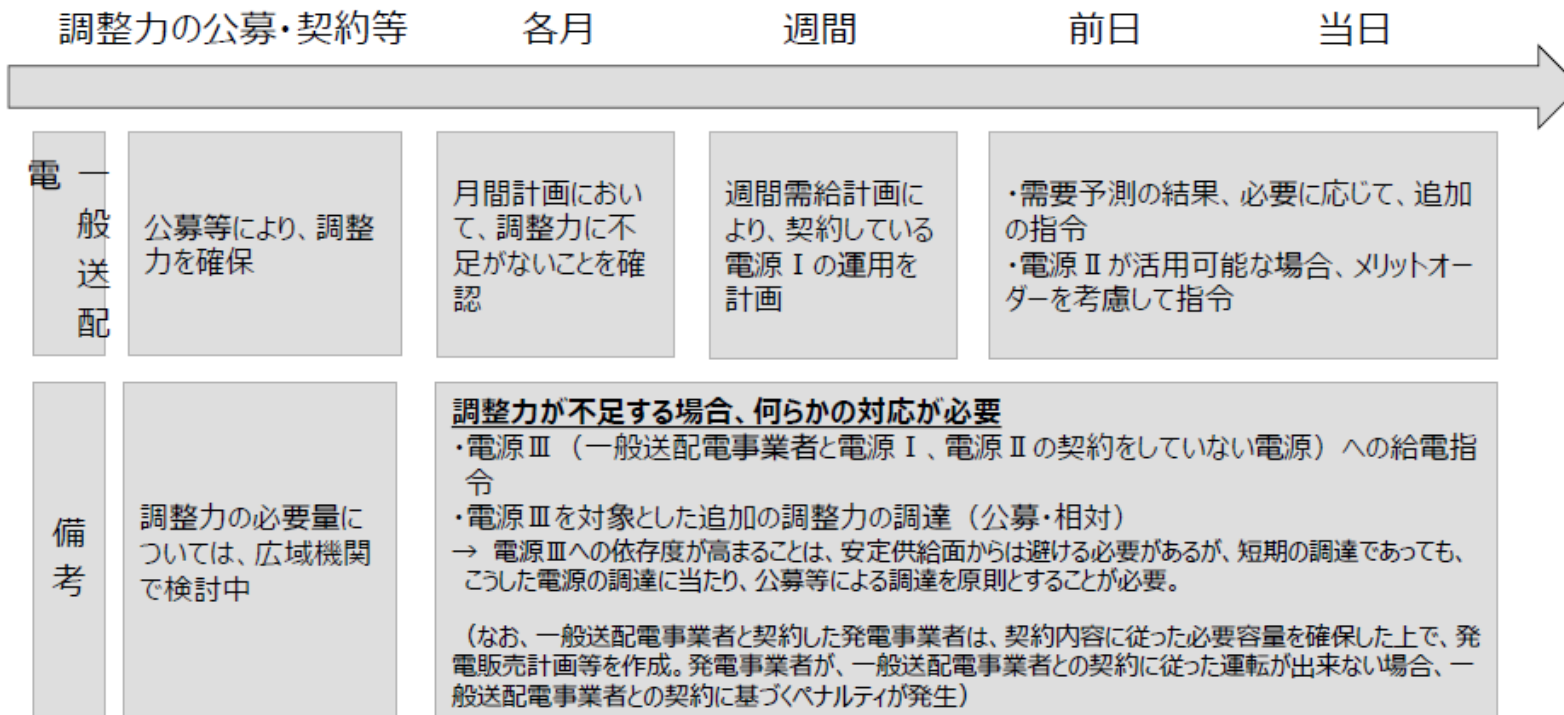 調整力の公募・契約等
各月
週間
前日
当日
一般送配
電
公募等により、調整
力を確保
月間計画におい
て、調整力に不
足がないことを確
認
週間需給計画に
より、契約している
電源Ⅰの運用を
計画
・需要予測の結果、必要に応じて、追加
の指令
・電源Ⅱが活用可能な場合、メリットオー
ダーを考慮して指令
備考
調整力の必要量に
ついては、広域機関
で検討中
調整力が不足する場合、何らかの対応が必要
・電源Ⅲ（一般送配電事業者と電源Ⅰ、電源Ⅱの契約をしていない電源）への給電指
令
・電源Ⅲを対象とした追加の調整力の調達（公募・相対）
→ 電源Ⅲへの依存度が高まることは、安定供給面からは避ける必要があるが、短期の調達であっても、
こうした電源の調達に当たり、公募等による調達を原則とすることが必要。
（なお、一般送配電事業者と契約した発電事業者は、契約内容に従った必要容量を確保した上で、発
電販売計画等を作成。発電事業者が、一般送配電事業者との契約に従った運転が出来ない場合、一
般送配電事業者との契約に基づくペナルティが発生）